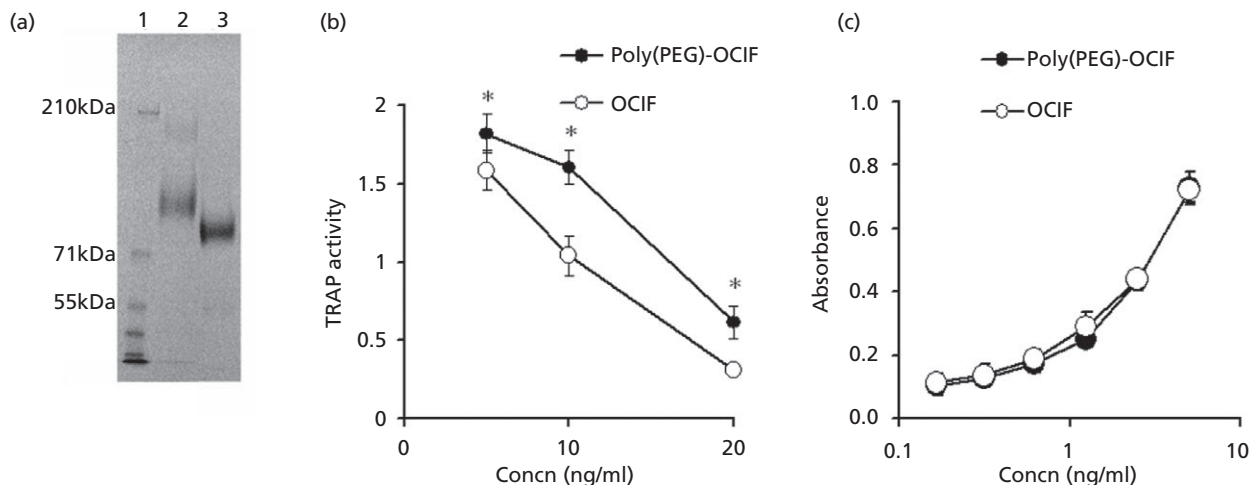 (a)
1 2 3
210kDa
71kDa
55kDa
(b)
Poly(PEG)-OCIF
OCIF
2
1.5
1
0.5
0
*
*
*
TRAP activity
0 10 20
Concn (ng/ml)
(c)
Poly(PEG)-OCIF
OCIF
1.0
0.8
0.6
0.4
0.2
0.0
Absorbance
0.1 1 10
Concn (ng/ml)